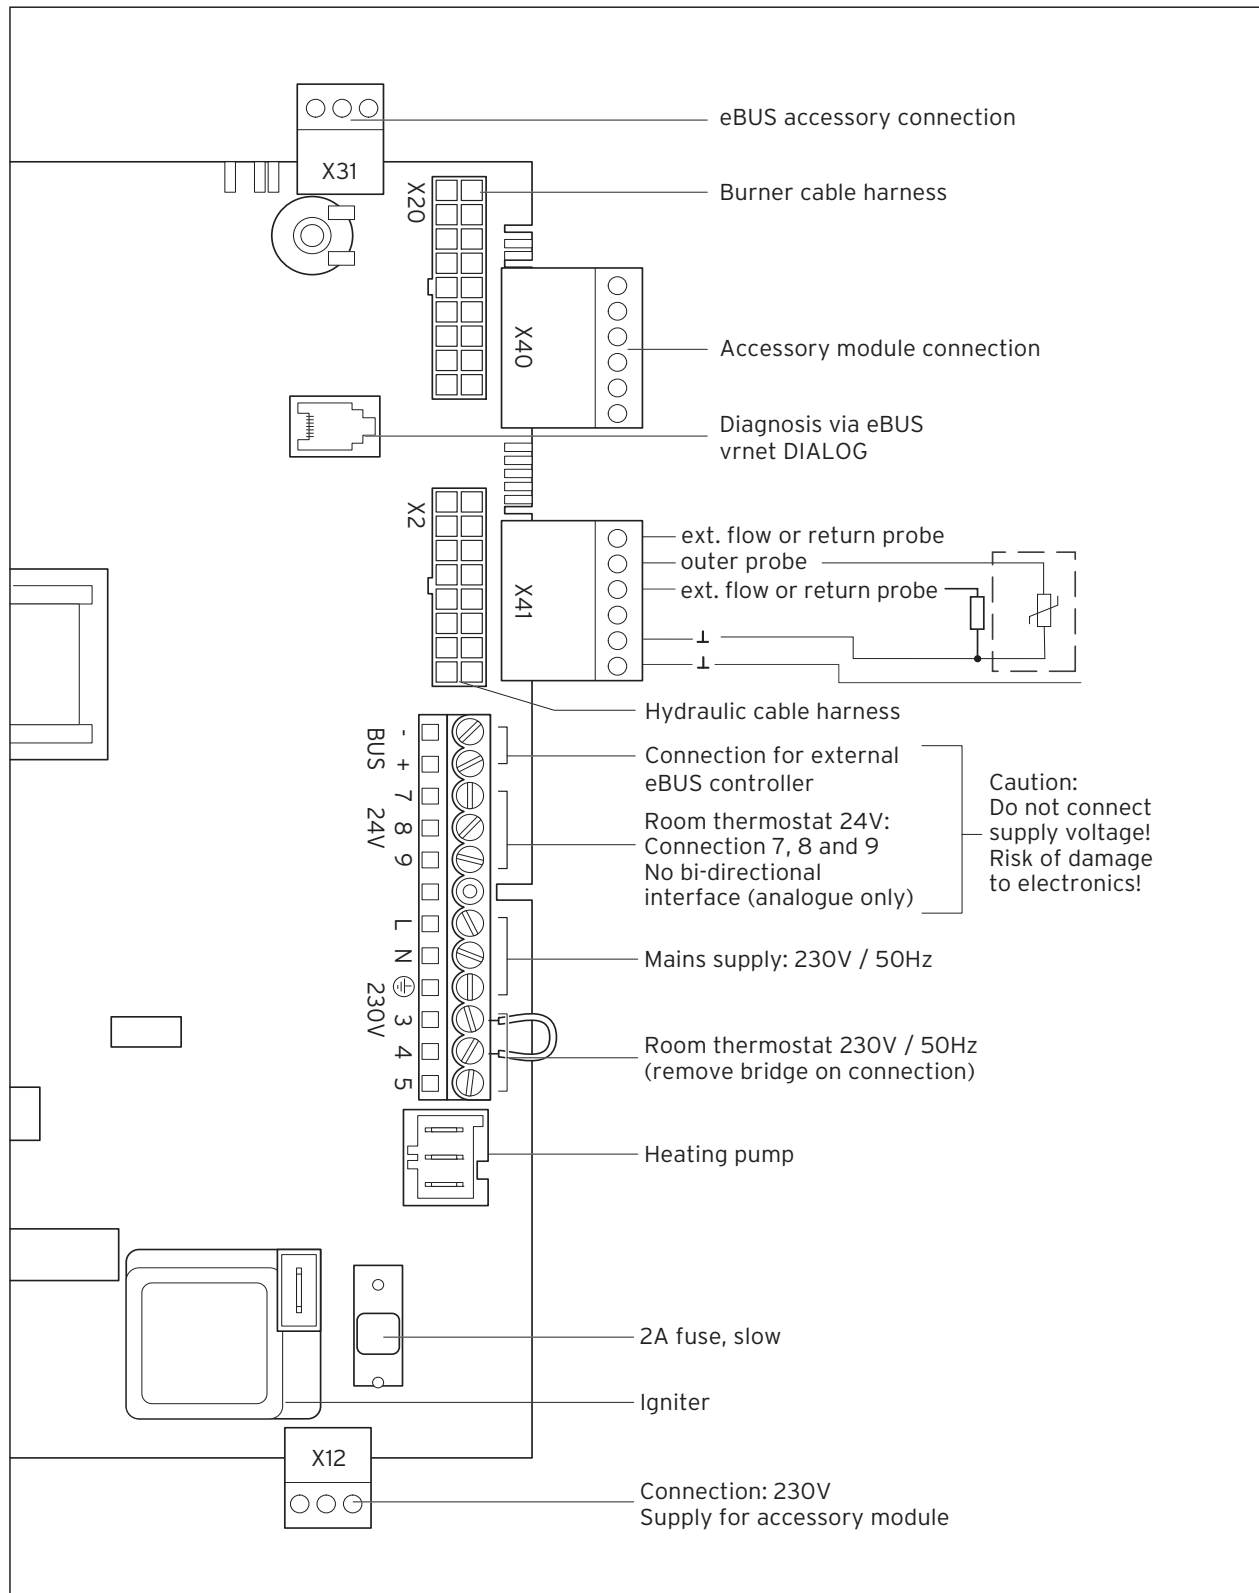 eBUS accessory connection
X31
Burner cable harness
X20
X40
Accessory module connection
Diagnosis via eBUS
vrnet DIALOG
X2
ext. flow or return probe
outer probe
ext. flow or return probe
X41
Hydraulic cable harness
- + BUS
Connection for external
eBUS controller
7 8 9
24V
Room thermostat 24V:
Connection 7, 8 and 9
No bi-directional
interface (analogue only)
Caution:
Do not connect
supply voltage!
Risk of damage
to electronics!
L N
Mains supply: 230V / 50Hz
230V
3 4 5
Room thermostat 230V / 50Hz
(remove bridge on connection)
Heating pump
2A fuse, slow
Igniter
X12
Connection: 230V
Supply for accessory module